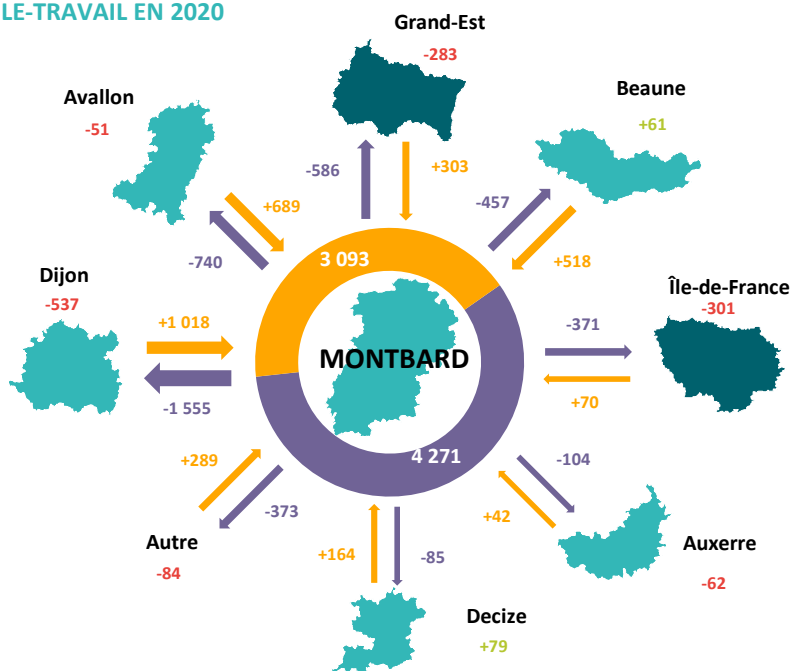 LE-TRAVAIL EN 2020
Grand-Est
-283
Avallon
-51
Beaune
+61
-586
+303
-457
+689
+518
-740
3 093
Dijon
-537
Île-de-France
-301
+1 018
-371
MONTBARD
-1 555
+70
+289
4 271
-104
-373
+42
Autre
-84
+164
-85
Auxerre
-62
Decize
+79